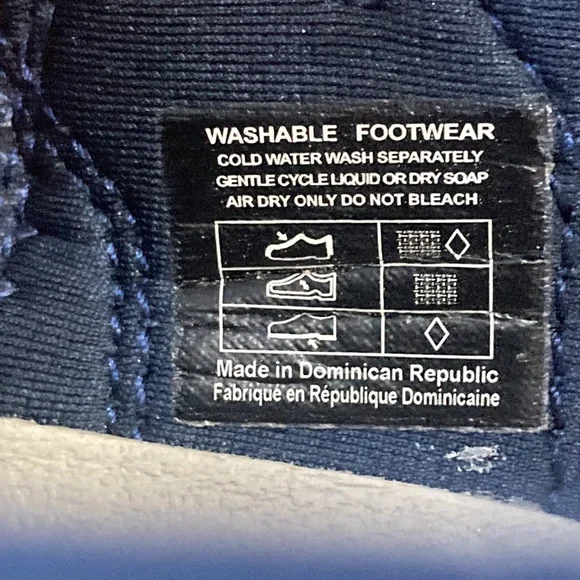 WASHABLE FOOTWEAR
COLD WATER WASH SEPARATELY
GENTLE CYCLE LIQUID OR DRY SOAP
AIR DRY ONLY DO NOT BLEACH
Made in Dominican Republic
Fabriqué en République Dominicaine